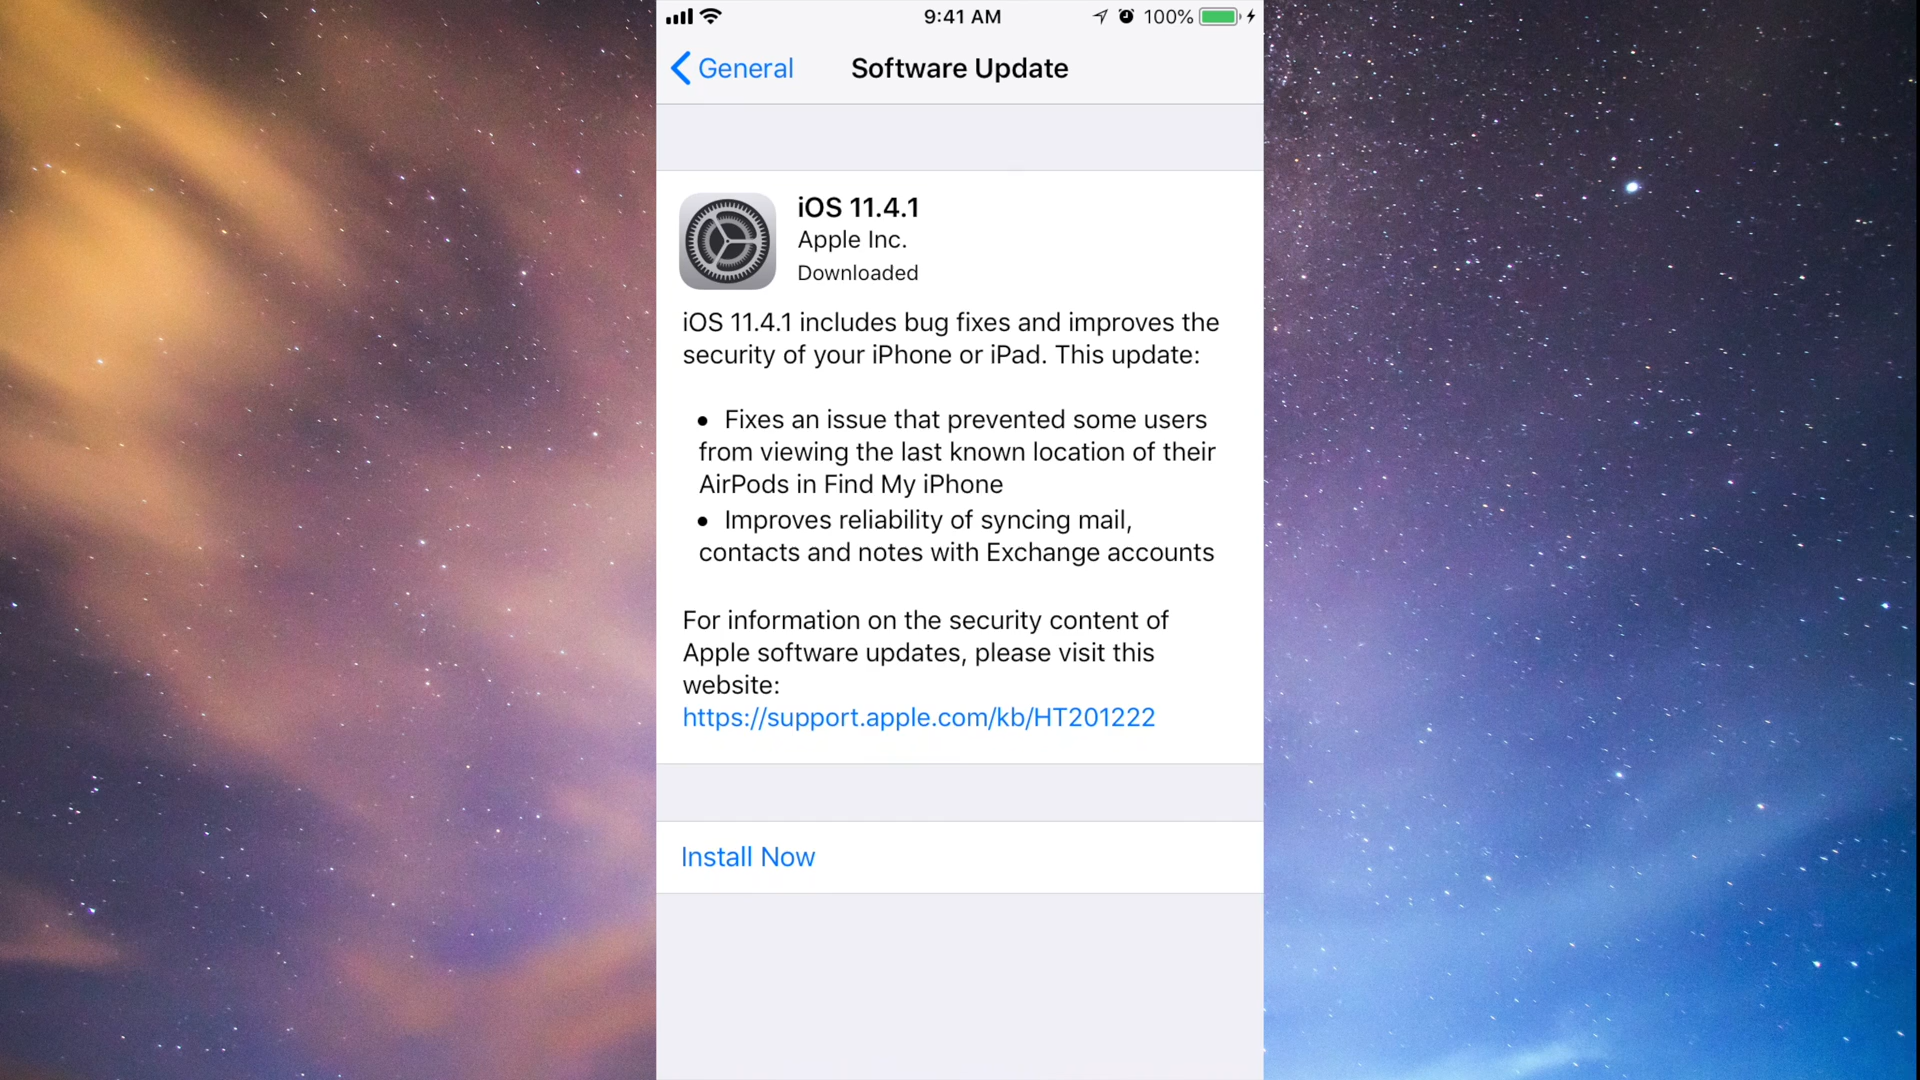 9:41 AM
100%
General
Software Update
iOS 11.4.1
Apple Inc.
Downloaded
iOS 11.4.1 includes bug fixes and improves the
security of your iPhone or iPad. This update:
• Fixes an issue that prevented some users
from viewing the last known location of their
AirPods in Find My iPhone
• Improves reliability of syncing mail,
contacts and notes with Exchange accounts
For information on the security content of
Apple software updates, please visit this
website:
https://support.apple.com/kb/HT201222
Install Now